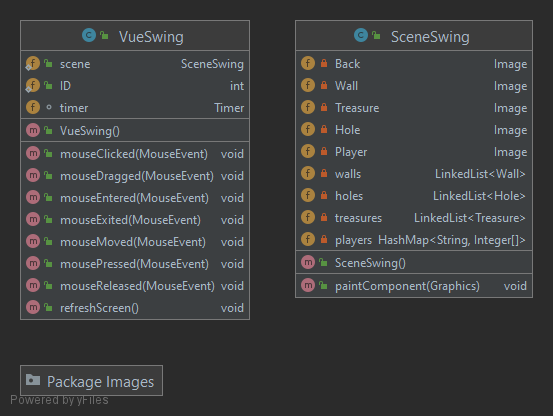 VueSwing
scene SceneSwing
ID int
timer Timer
VueSwing()
mouseClicked(MouseEvent) void
mouseDragged(MouseEvent) void
mouseEntered(MouseEvent) void
mouseExited(MouseEvent) void
mouseMoved(MouseEvent) void
mousePressed(MouseEvent) void
mouseReleased(MouseEvent) void
refreshScreen() void
SceneSwing
Back Image
Wall Image
Treasure Image
Hole Image
Player Image
walls LinkedList<Wall>
holes LinkedList<Hole>
treasures LinkedList<Treasure>
players HashMap<String, Integer[]>
SceneSwing()
paintComponent(Graphics) void
Package Images
Powered by yFiles